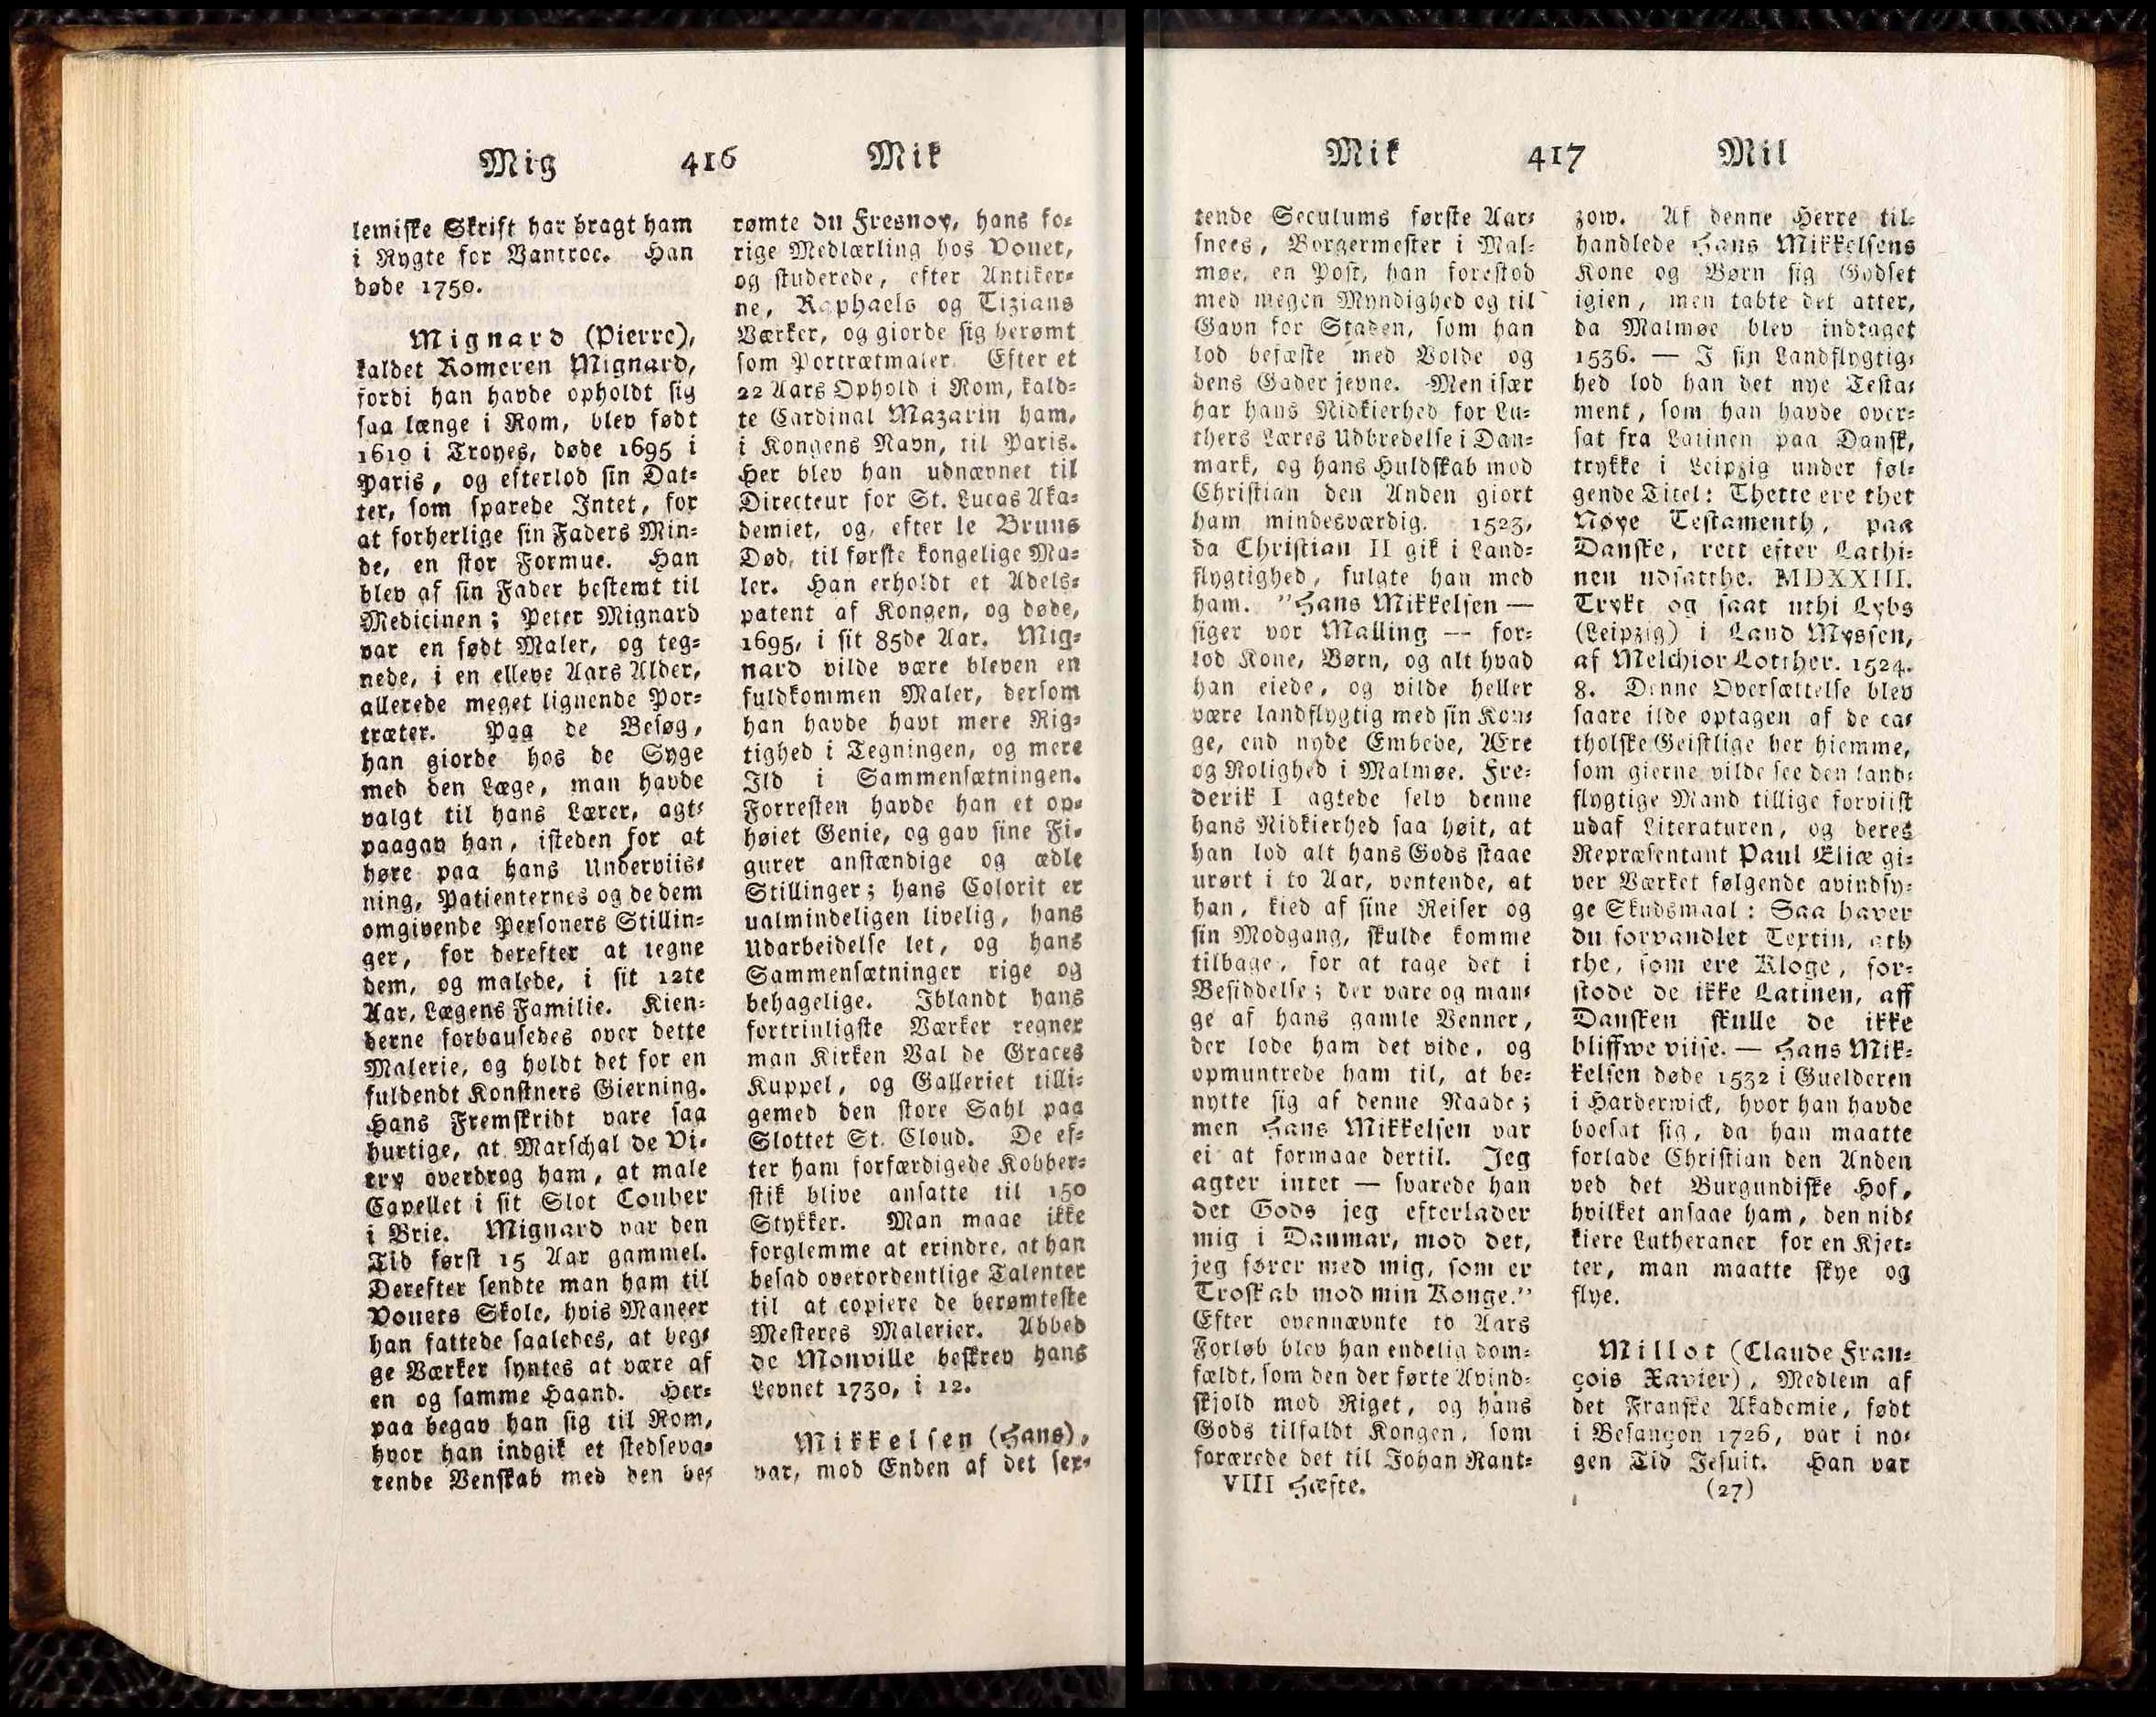 Mig 416 Mik
lemiske Skrift har bragt ham
i Rygte for Vantroe. Han
døde 1750.
Mignard (Pierre),
kaldet Romeren Mignard,
fordi han havde opholdt sig
saa længe i Rom, blev født
1610 i Troyes, døde 1695 i
Paris, og efterlod sin Dat-
ter, som sparede Intet, for
at forherlige sin Faders Min-
de, en stor Formue. Han
blev af sin Fader bestemt til
Medicinen; Peter Mignard
var en født Maler, og teg-
nede, i en elleve Aars Alder,
allerede meget lignende Por-
træter. Paa de Besøg,
han giorde hos de Syge
med den Læge, man havde
valgt til hans Lærer, agt-
paagav han, isteden for at
høre paa hans Underviis-
ning, Patienternes og de dem
omgivende Personers Stillin-
ger, for derefter at tegne
dem, og malede, i sit 12te
Aar, Lægens Familie. Kien-
derne forbausedes over dette
Malerie, og holdt det for en
fuldendt Konstners Gierning.
Hans Fremskridt vare saa
hurtige, at Marschal de Vi-
try overdrog ham, at male
Capellet i sit Slot Couber
i Brie. Mignard var den
Tid først 15 Aar gammel.
Derefter sendte man ham til
Vouets Skole, hvis Maneer
han fattede saaledes, at beg-
ge Værker syntes at være af
en og samme Haand. Her-
paa begav han sig til Rom,
hvor han indgik et stedseva-
rende Venskab med den be-
rømte du Fresnoy, hans fo-
rige Medlærling hos Vouet,
og studerede, efter Antiker-
ne, Raphaels og Tizians
Værker, og giorde sig berømt
som Portrætmaler. Efter et
22 Aars Ophold i Rom, kald-
te Cardinal Mazarin ham,
i Kongens Navn, til Paris.
Her blev han udnævnet til
Directeur for St. Lucas Aka-
demiet, og, efter le Bruns
Død, til første kongelige Ma-
ler. Han erholdt et Adels-
patent af Kongen, og døde,
1695, i sit 85de Aar. Mig-
nard vilde være bleven en
fuldkommen Maler, dersom
han havde havt mere Rig-
tighed i Tegningen, og mere
Ild i Sammensætningen.
Forresten havde han et op-
høiet Genie, og gav sine Fi-
gurer anstændige og ædle
Stillinger; hans Colorit er
ualmindeligen livelig, hans
Udarbeidelse let, og hans
Sammensætninger rige og
behagelige. Iblandt hans
fortrinligste Værker regner
man Kirken Val de Graces
Kuppel, og Galleriet tilli-
gemed den store Sahl paa
Slottet St. Cloud. De ef-
ter ham forfærdigede Kobber-
stik blive ansatte til 150
Stykker. Man maae ikke
forglemme at erindre, at han
besad overordentlige Talenter
til at copiere de berømteste
Mesteres Malerier. Abbed
de Monville beskrev hans
Levnet 1730, i 12.
Mikkelsen (Hans),
var, mod Enden af det sex-
Mik 417 Mil
tende Seculums første Aar-
snees, Borgermester i Mal-
møe, en Post, han forestod
med megen Myndighed og til
Gavn for Staden, som han
lod befæste med Volde og
dens Gader jevne. Men især
har hans Nidkierhed for Lu-
thers Læres Udbredelse i Dan-
mark, og hans Huldskab mod
Christian den Anden giort
ham mindesværdig. 1523,
da Christian II gik i Land-
flygtighed, fulgte han med
ham. "Hans Mikkelsen —
siger vor Malling — for-
lod Kone, Børn, og alt hvad
han eiede, og vilde heller
være landflygtig med sin Kon-
ge, end nyde Embede, Ære
og Rolighed i Malmøe. Fre-
derik I agtede selv denne
hans Nidkierhed saa høit, at
han lod alt hans Gods staae
urørt i to Aar, ventende, at
han, kied af sine Reiser og
sin Modgang, skulde komme
tilbage, for at tage det i
Besiddelse; der vare og man-
ge af hans gamle Venner,
der lode ham det vide, og
opmuntrede ham til, at be-
nytte sig af denne Naade;
men Hans Mikkelsen var
ei at formaae dertil. Jeg
agter intet — svarede han
det Gods jeg efterlader
mig i Danmar, mod det,
jeg fører med mig, som er
Troskab mod min Konge."
Efter ovennævnte to Aars
Forløb blev han endelig dom-
fældt, som den der førte Avind-
skjold mod Riget, og hans
Gods tilfaldt Kongen, som
forærede det til Johan Rant-
VIII Hæfte.
zow. Af denne Herre til-
handlede Hans Mikkelsens
Kone og Børn sig Godset
igien, men tabte det atter,
da Malmøe blev indtaget
1536. — I sin Landflygtig-
hed lod han det nye Testa-
ment, som han havde over-
sat fra Latinen paa Dansk,
trykke i Leipzig under føl-
gende Titel: Thette ere thet
Nøye Testamenth, paa
Danske, rett efter Lathi-
nen udsatthe. MDXXIII.
Trykt og saat uthi Lybs
(Leipzig) i Land Myssen,
af Melchior Lotther. 1524.
8. Denne Oversættelse blev
saare ilde optagen af de ca-
tholske Geistlige her hiemme,
som gierne vilde see den land-
flygtige Mand tillige forviist
udaf Literaturen, og deres
Repræsentant Paul Eliæ gi-
ver Værket følgende avindsy-
ge Skudsmaal: Saa haver
du forvandlet Textin, ath
the, som ere Kloge, for-
stode de ikke Latinen, aff
Dansken skulle de ikke
bliffwe viise. — Hans Mik-
kelsen døde 1532 i Guelderen
i Harderwick, hvor han havde
boesat sig, da han maatte
forlade Christian den Anden
ved det Burgundiske Hof,
hvilket ansaae ham, den nid-
kiere Lutheraner for en Kjet-
ter, man maatte skye og
flye.
Millot (Claude Fran-
çois Xavier), Medlem af
det Franske Akademie, født
i Besançon 1726, var i no-
gen Tid Jesuit. Han var
(27)